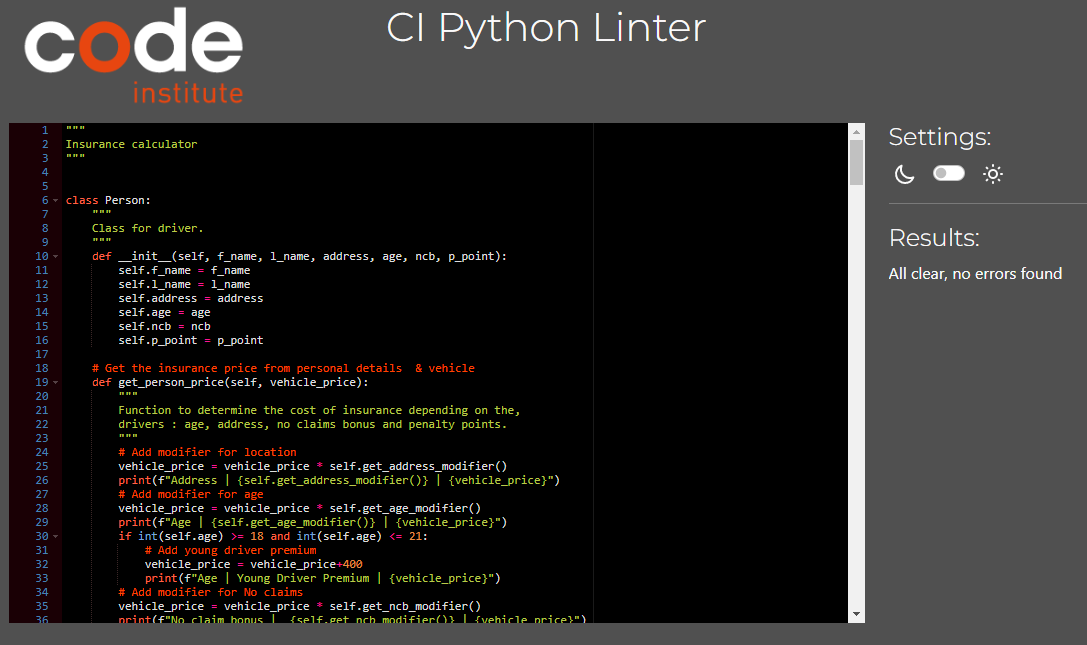 code
institute
CI Python Linter
1 """
2 Insurance calculator
3 """
4
5
6 class Person:
7 """
8 Class for driver.
9 """
10 def __init__(self, f_name, l_name, address, age, ncb, p_point):
11 self.f_name = f_name
12 self.l_name = l_name
13 self.address = address
14 self.age = age
15 self.ncb = ncb
16 self.p_point = p_point
17
18 # Get the insurance price from personal details  & vehicle
19 def get_person_price(self, vehicle_price):
20 """
21 Function to determine the cost of insurance depending on the,
22 drivers : age, address, no claims bonus and penalty points.
23 """
24 # Add modifier for location
25 vehicle_price = vehicle_price * self.get_address_modifier()
26 print(f"Address | {self.get_address_modifier()} | {vehicle_price}")
27 # Add modifier for age
28 vehicle_price = vehicle_price * self.get_age_modifier()
29 print(f"Age | {self.get_age_modifier()} | {vehicle_price}")
30 if int(self.age) >= 18 and int(self.age) <= 21:
31 # Add young driver premium
32 vehicle_price = vehicle_price+400
33 print(f"Age | Young Driver Premium | {vehicle_price}")
34 # Add modifier for No claims
35 vehicle_price = vehicle_price * self.get_ncb_modifier()
36 print(f"No claim bonus |  {self.get_ncb_modifier()} | {vehicle_price}")
Settings:
Results:
All clear, no errors found